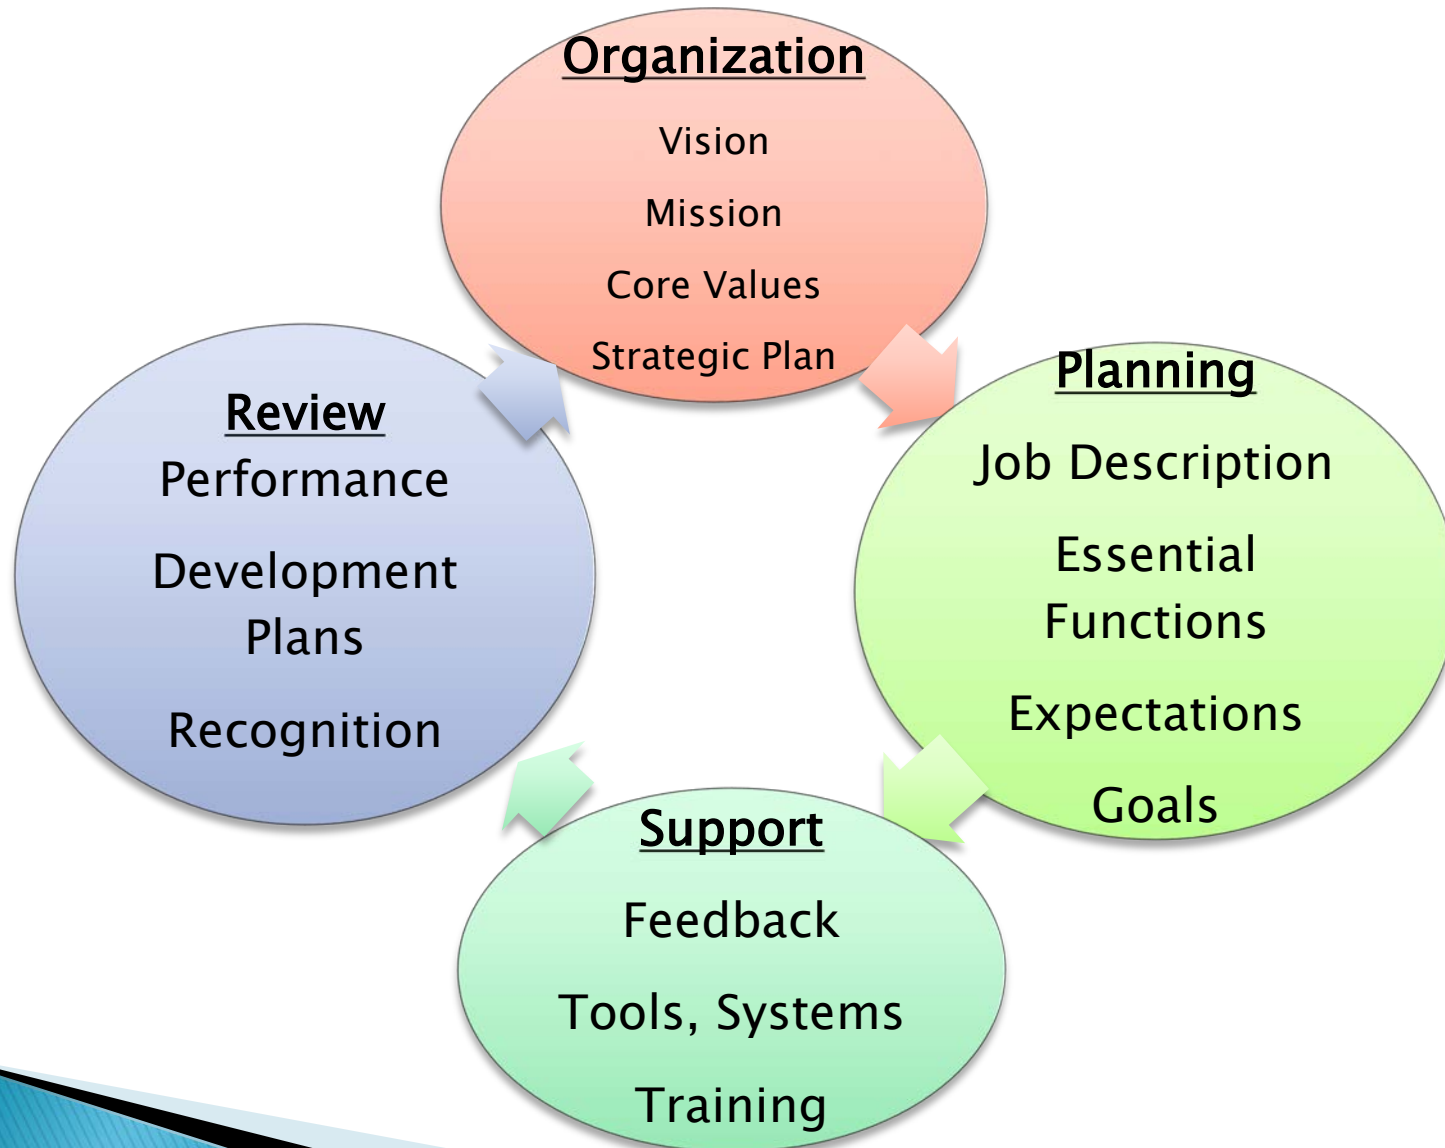 Organization
Vision
Mission
Core Values
Strategic Plan
Planning
Job Description
Essential
Functions
Expectations
Goals
Support
Feedback
Tools, Systems
Training
Review
Performance
Development
Plans
Recognition